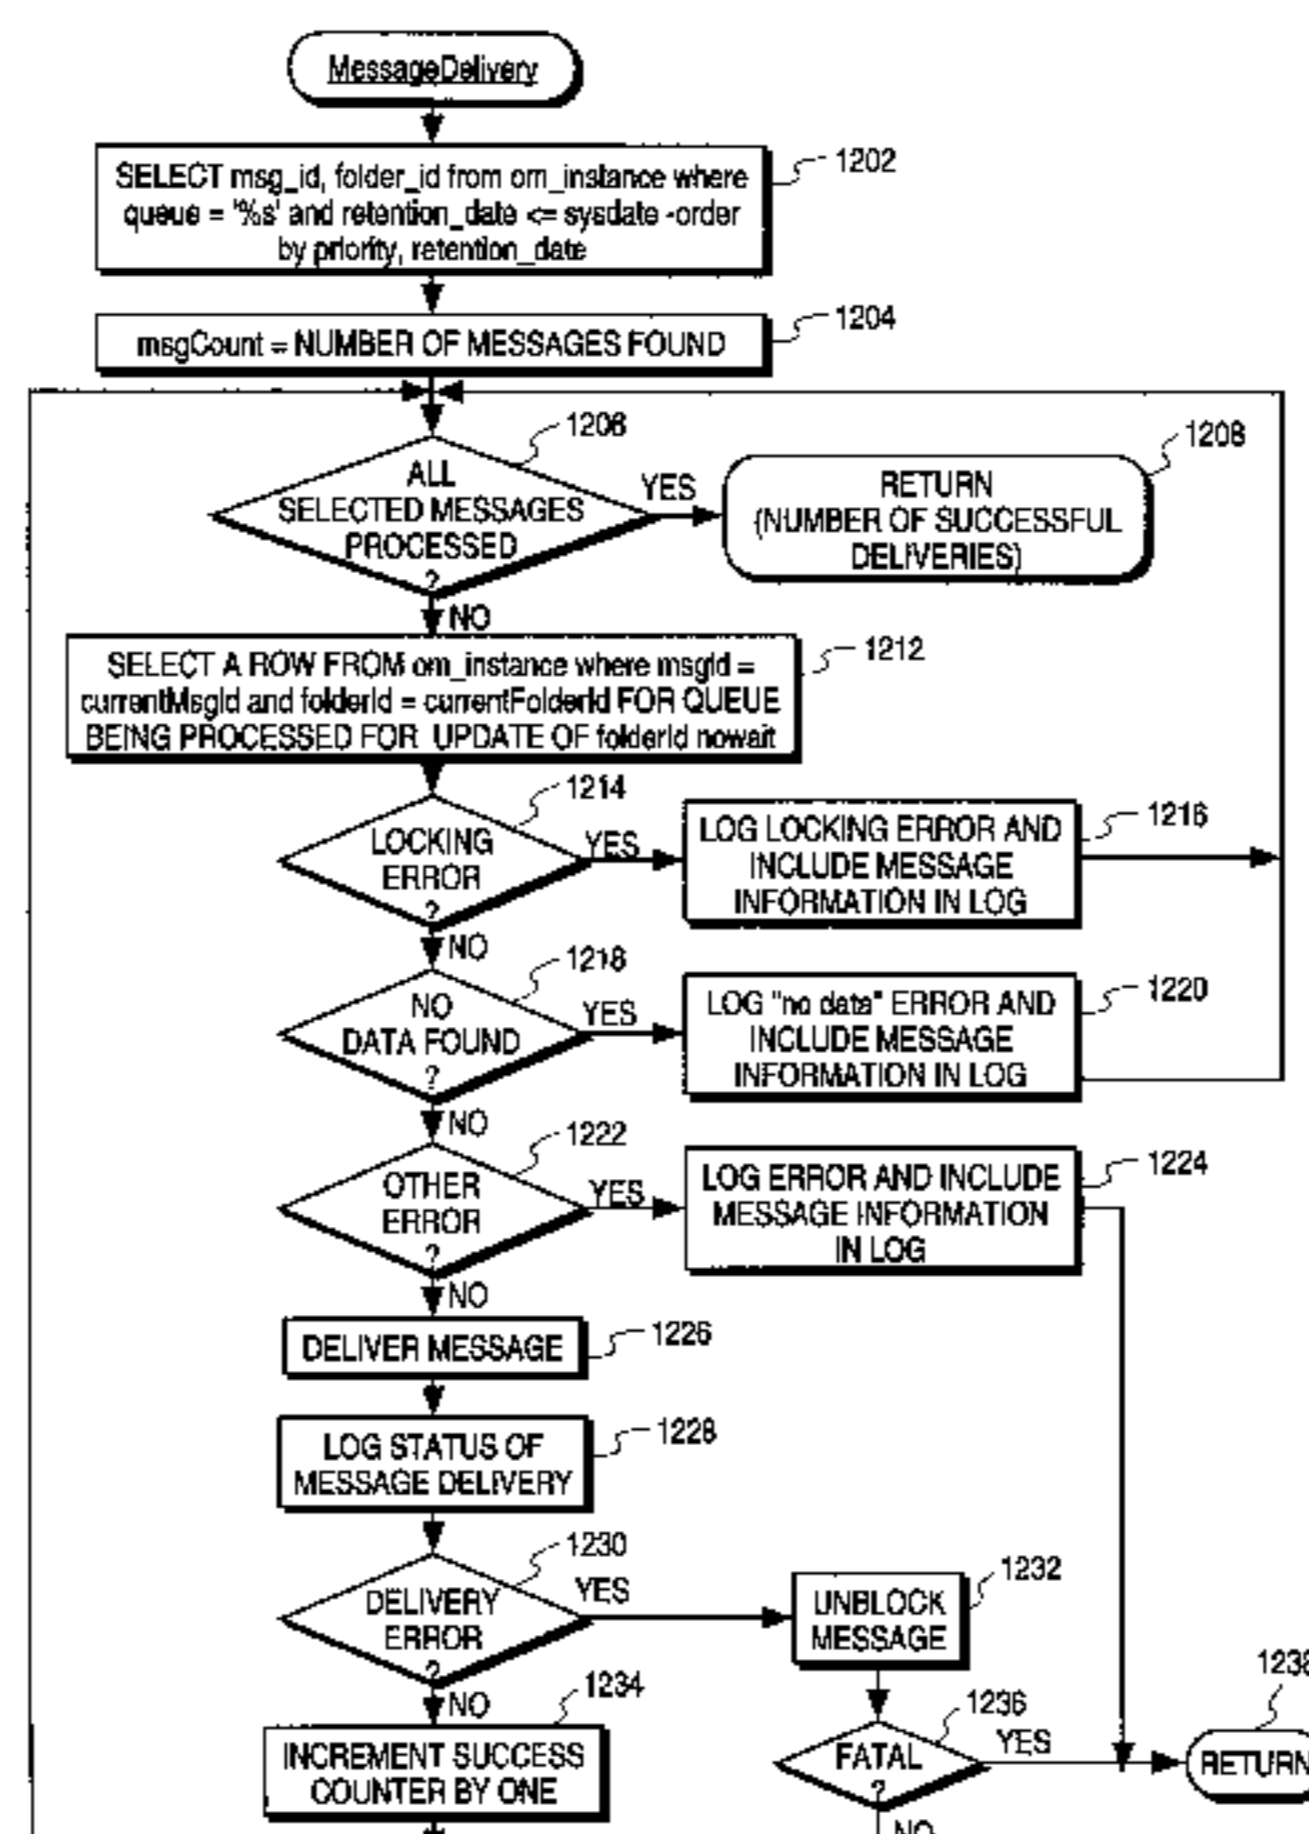 MessageDelivery
SELECT msg_id, folder_id from om_instance where
queue = '%s' and retention_date <= sysdate -order
by priority, retention_date
1202
msgCount = NUMBER OF MESSAGES FOUND
1204
ALL
SELECTED MESSAGES
PROCESSED
?
1206
YES
RETURN
(NUMBER OF SUCCESSFUL
DELIVERIES)
1208
NO
SELECT A ROW FROM om_instance where msgId =
currentMsgId and folderId = currentFolderId FOR QUEUE
BEING PROCESSED FOR UPDATE OF folderId nowait
1212
LOCKING
ERROR
?
1214
YES
LOG LOCKING ERROR AND
INCLUDE MESSAGE
INFORMATION IN LOG
1216
NO
NO
DATA FOUND
?
1218
YES
LOG "no data" ERROR AND
INCLUDE MESSAGE
INFORMATION IN LOG
1220
NO
OTHER
ERROR
?
1222
YES
LOG ERROR AND INCLUDE
MESSAGE INFORMATION
IN LOG
1224
NO
DELIVER MESSAGE
1226
LOG STATUS OF
MESSAGE DELIVERY
1228
DELIVERY
ERROR
?
1230
YES
UNBLOCK
MESSAGE
1232
NO
INCREMENT SUCCESS
COUNTER BY ONE
1234
FATAL
?
1236
YES
RETURN
1238
NO